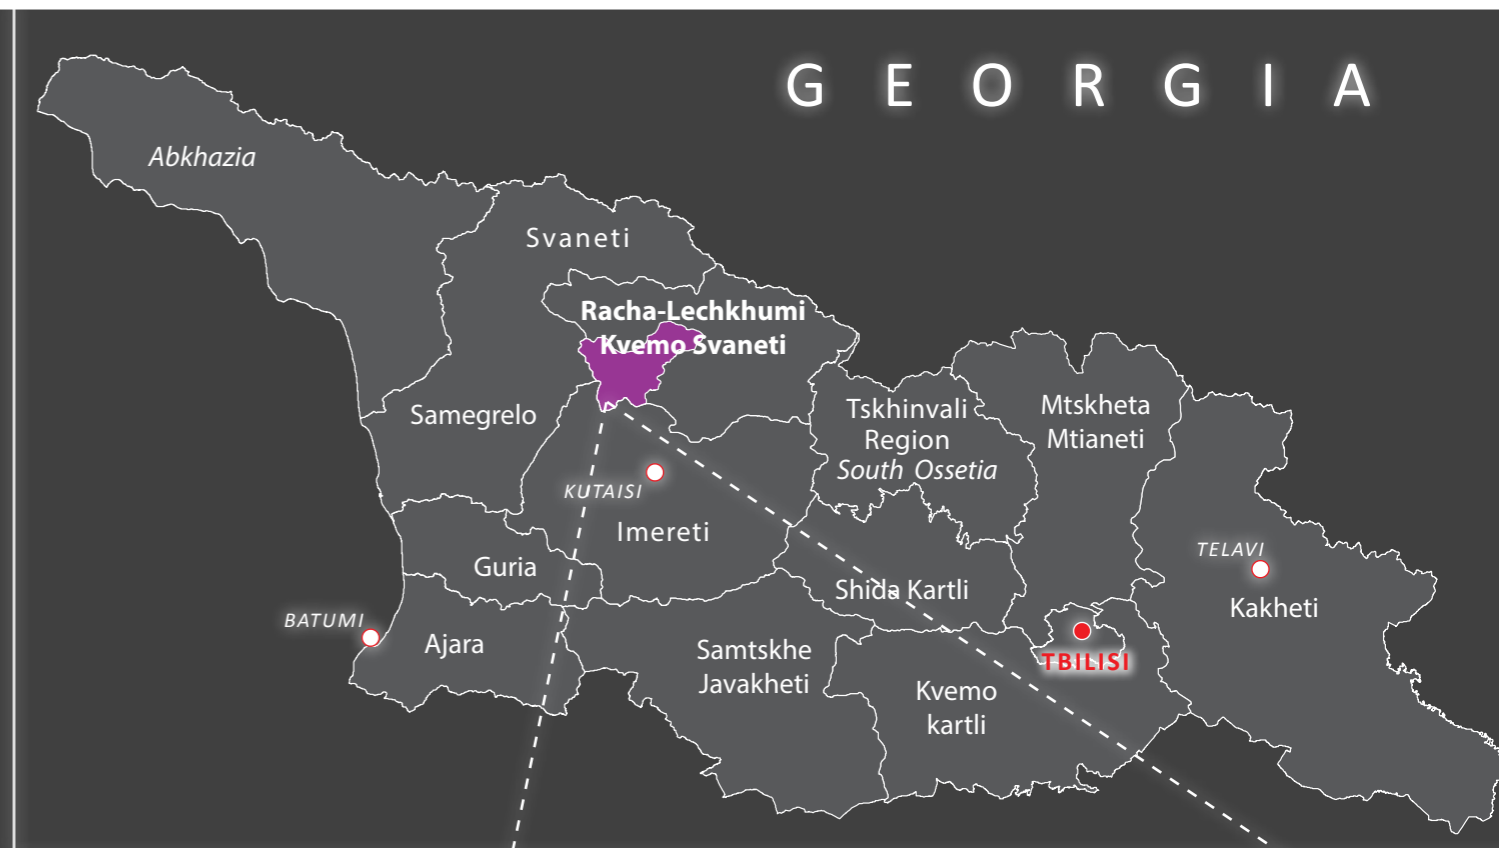 GEORGIA
Abkhazia
Svaneti
Racha-Lechkhumi
Kvemo Svaneti
Samegrelo
Tskhinvali
Region
South Ossetia
Mtskheta
Mtianeti
KUTAISI
Imereti
Guria
Shida Kartli
TELAVI
Kakheti
BATUMI
Ajara
Samtskhe
Javakheti
TBILISI
Kvemo
kartli